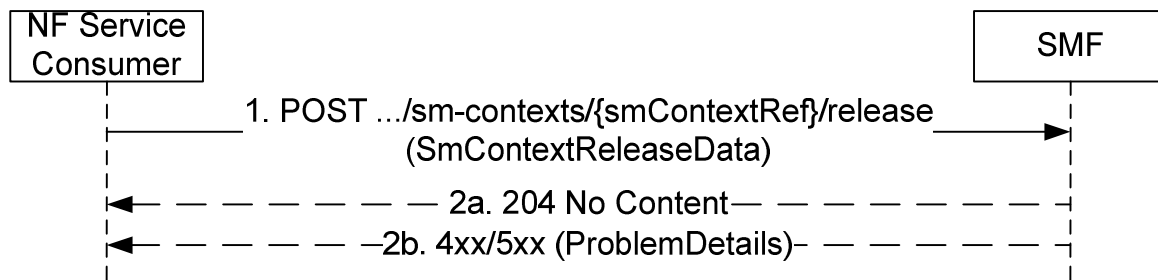 NF Service
Consumer
SMF
1. POST .../sm-contexts/{smContextRef}/release
(SmContextReleaseData)
2a. 204 No Content
2b. 4xx/5xx (ProblemDetails)